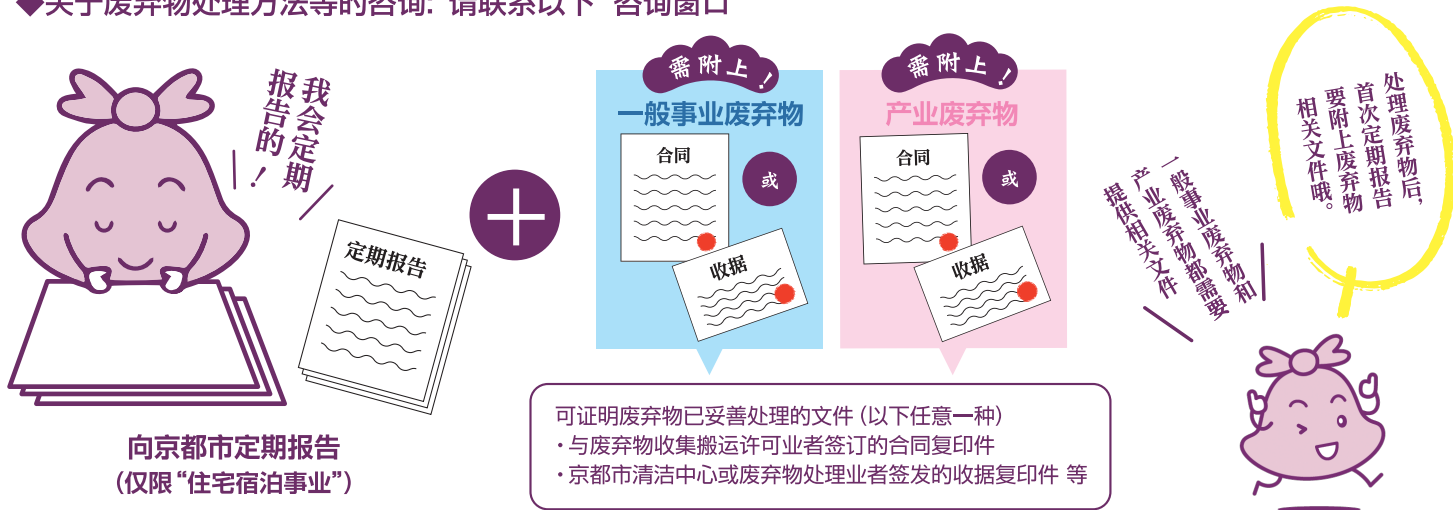 ◆关于废弃物处理方法等的咨询：请联系以下“咨询窗口”
我会定期
报告的！
定期报告
向京都市定期报告
（仅限“住宅宿泊事业”）
需附上！
一般事业废弃物
合同
或
收据
需附上！
产业废弃物
合同
或
收据
可证明废弃物已妥善处理的文件（以下任意一种）
・与废弃物收集搬运许可业者签订的合同复印件
・京都市清洁中心或废弃物处理业者签发的收据复印件 等
一般事业废弃物和
产业废弃物都需要
提供相关文件
处理废弃物后，
首次定期报告
要附上废弃物
相关文件哦。